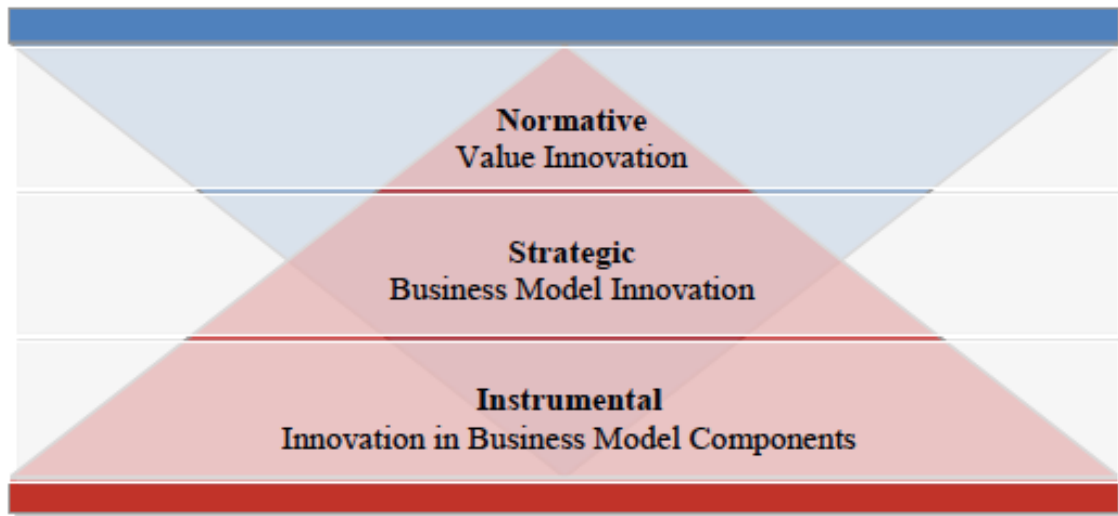 Normative
Value Innovation
Strategic
Business Model Innovation
Instrumental
Innovation in Business Model Components